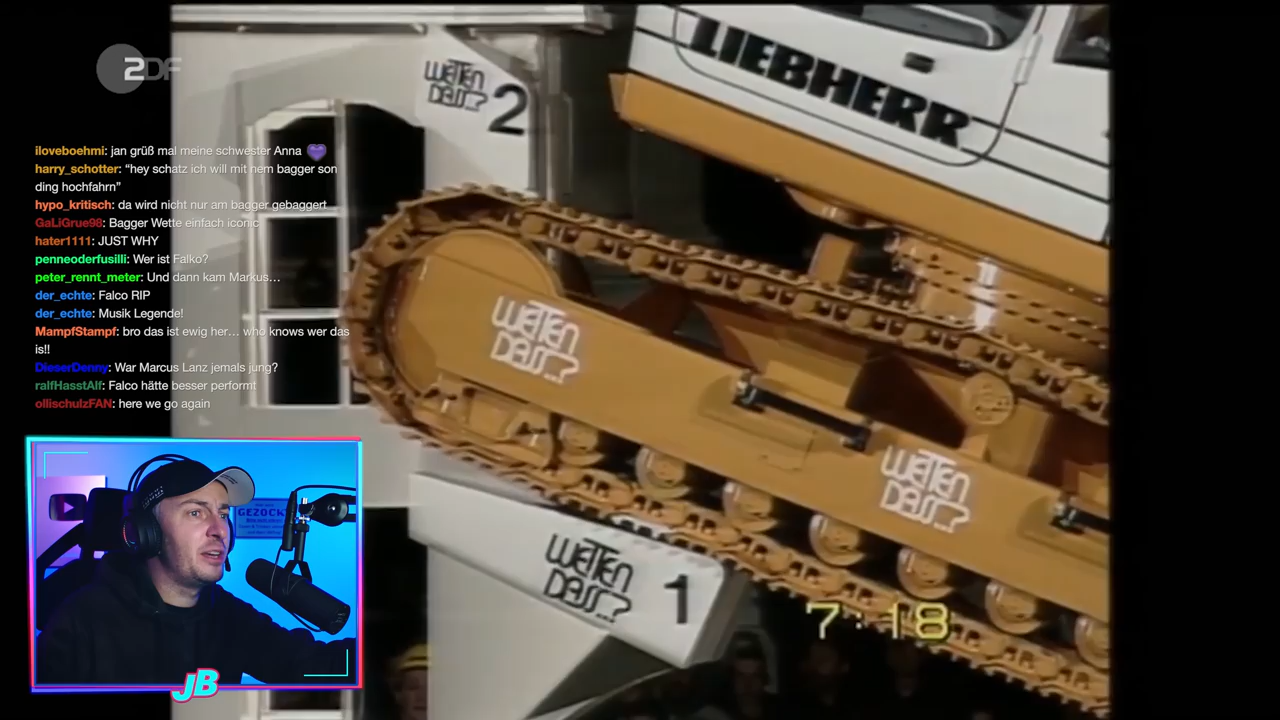 2DF
WETTEN
DASS..?
2
LIEBHERR
iloveboehmi: jan grüß mal meine schwester Anna 💜
harry_schotter: “hey schatz ich will mit nem bagger son
ding hochfahrn”
hypo_kritisch: da wird nicht nur am bagger gebaggert
GaLiGrue98: Bagger Wette einfach iconic
hater1111: JUST WHY
penneoderfusilli: Wer ist Falko?
peter_rennt_meter: Und dann kam Markus…
der_echte: Falco RIP
der_echte: Musik Legende!
MampfStampf: bro das ist ewig her… who knows wer das
is!!
DieserDenny: War Marcus Lanz jemals jung?
ralfHasstAlf: Falco hätte besser performt
ollischulzFAN: here we go again
WETTEN
DASS..?
WETTEN
DASS..?
WETTEN
DASS..?
1
7:18
GEZOCK
JB